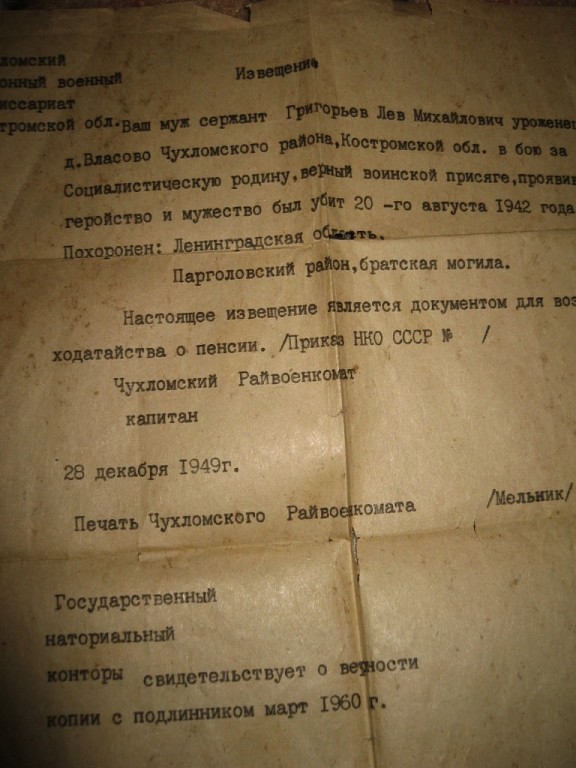 ломский
онный военный
иссариат
Извещение
тромской обл.
Ваш муж сержант Григорьев Лев Михайлович уроженец
д.Власово Чухломского района,Костромской обл. в бою за
Социалистическую родину,верный воинской присяге,прояви
геройство и мужество был убит 20 -го августа 1942 года
Похоронен: Ленинградская область.
Парголовский район,братская могила.
Настоящее извещение является документом для воз
ходатайства о пенсии. /Приказ НКО СССР № /
Чухломский Райвоенкомат
капитан
28 декабря 1949г.
Печать Чухломского Райвоенкомата /Мельник/
Государственный
наториальный
конторы свидетельствует о верности
копии с подлинником март 1960 г.